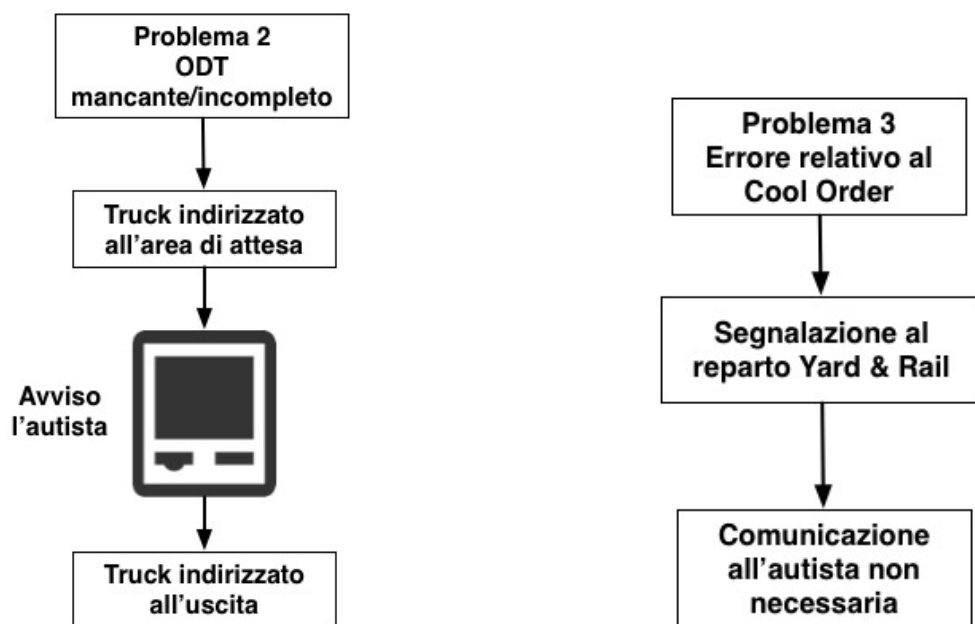 Problema 2
ODT
mancante/incompleto
Truck indirizzato
all'area di attesa
Avviso
l'autista
Truck indirizzato
all'uscita
Problema 3
Errore relativo al
Cool Order
Segnalazione al
reparto Yard & Rail
Comunicazione
all'autista non
necessaria